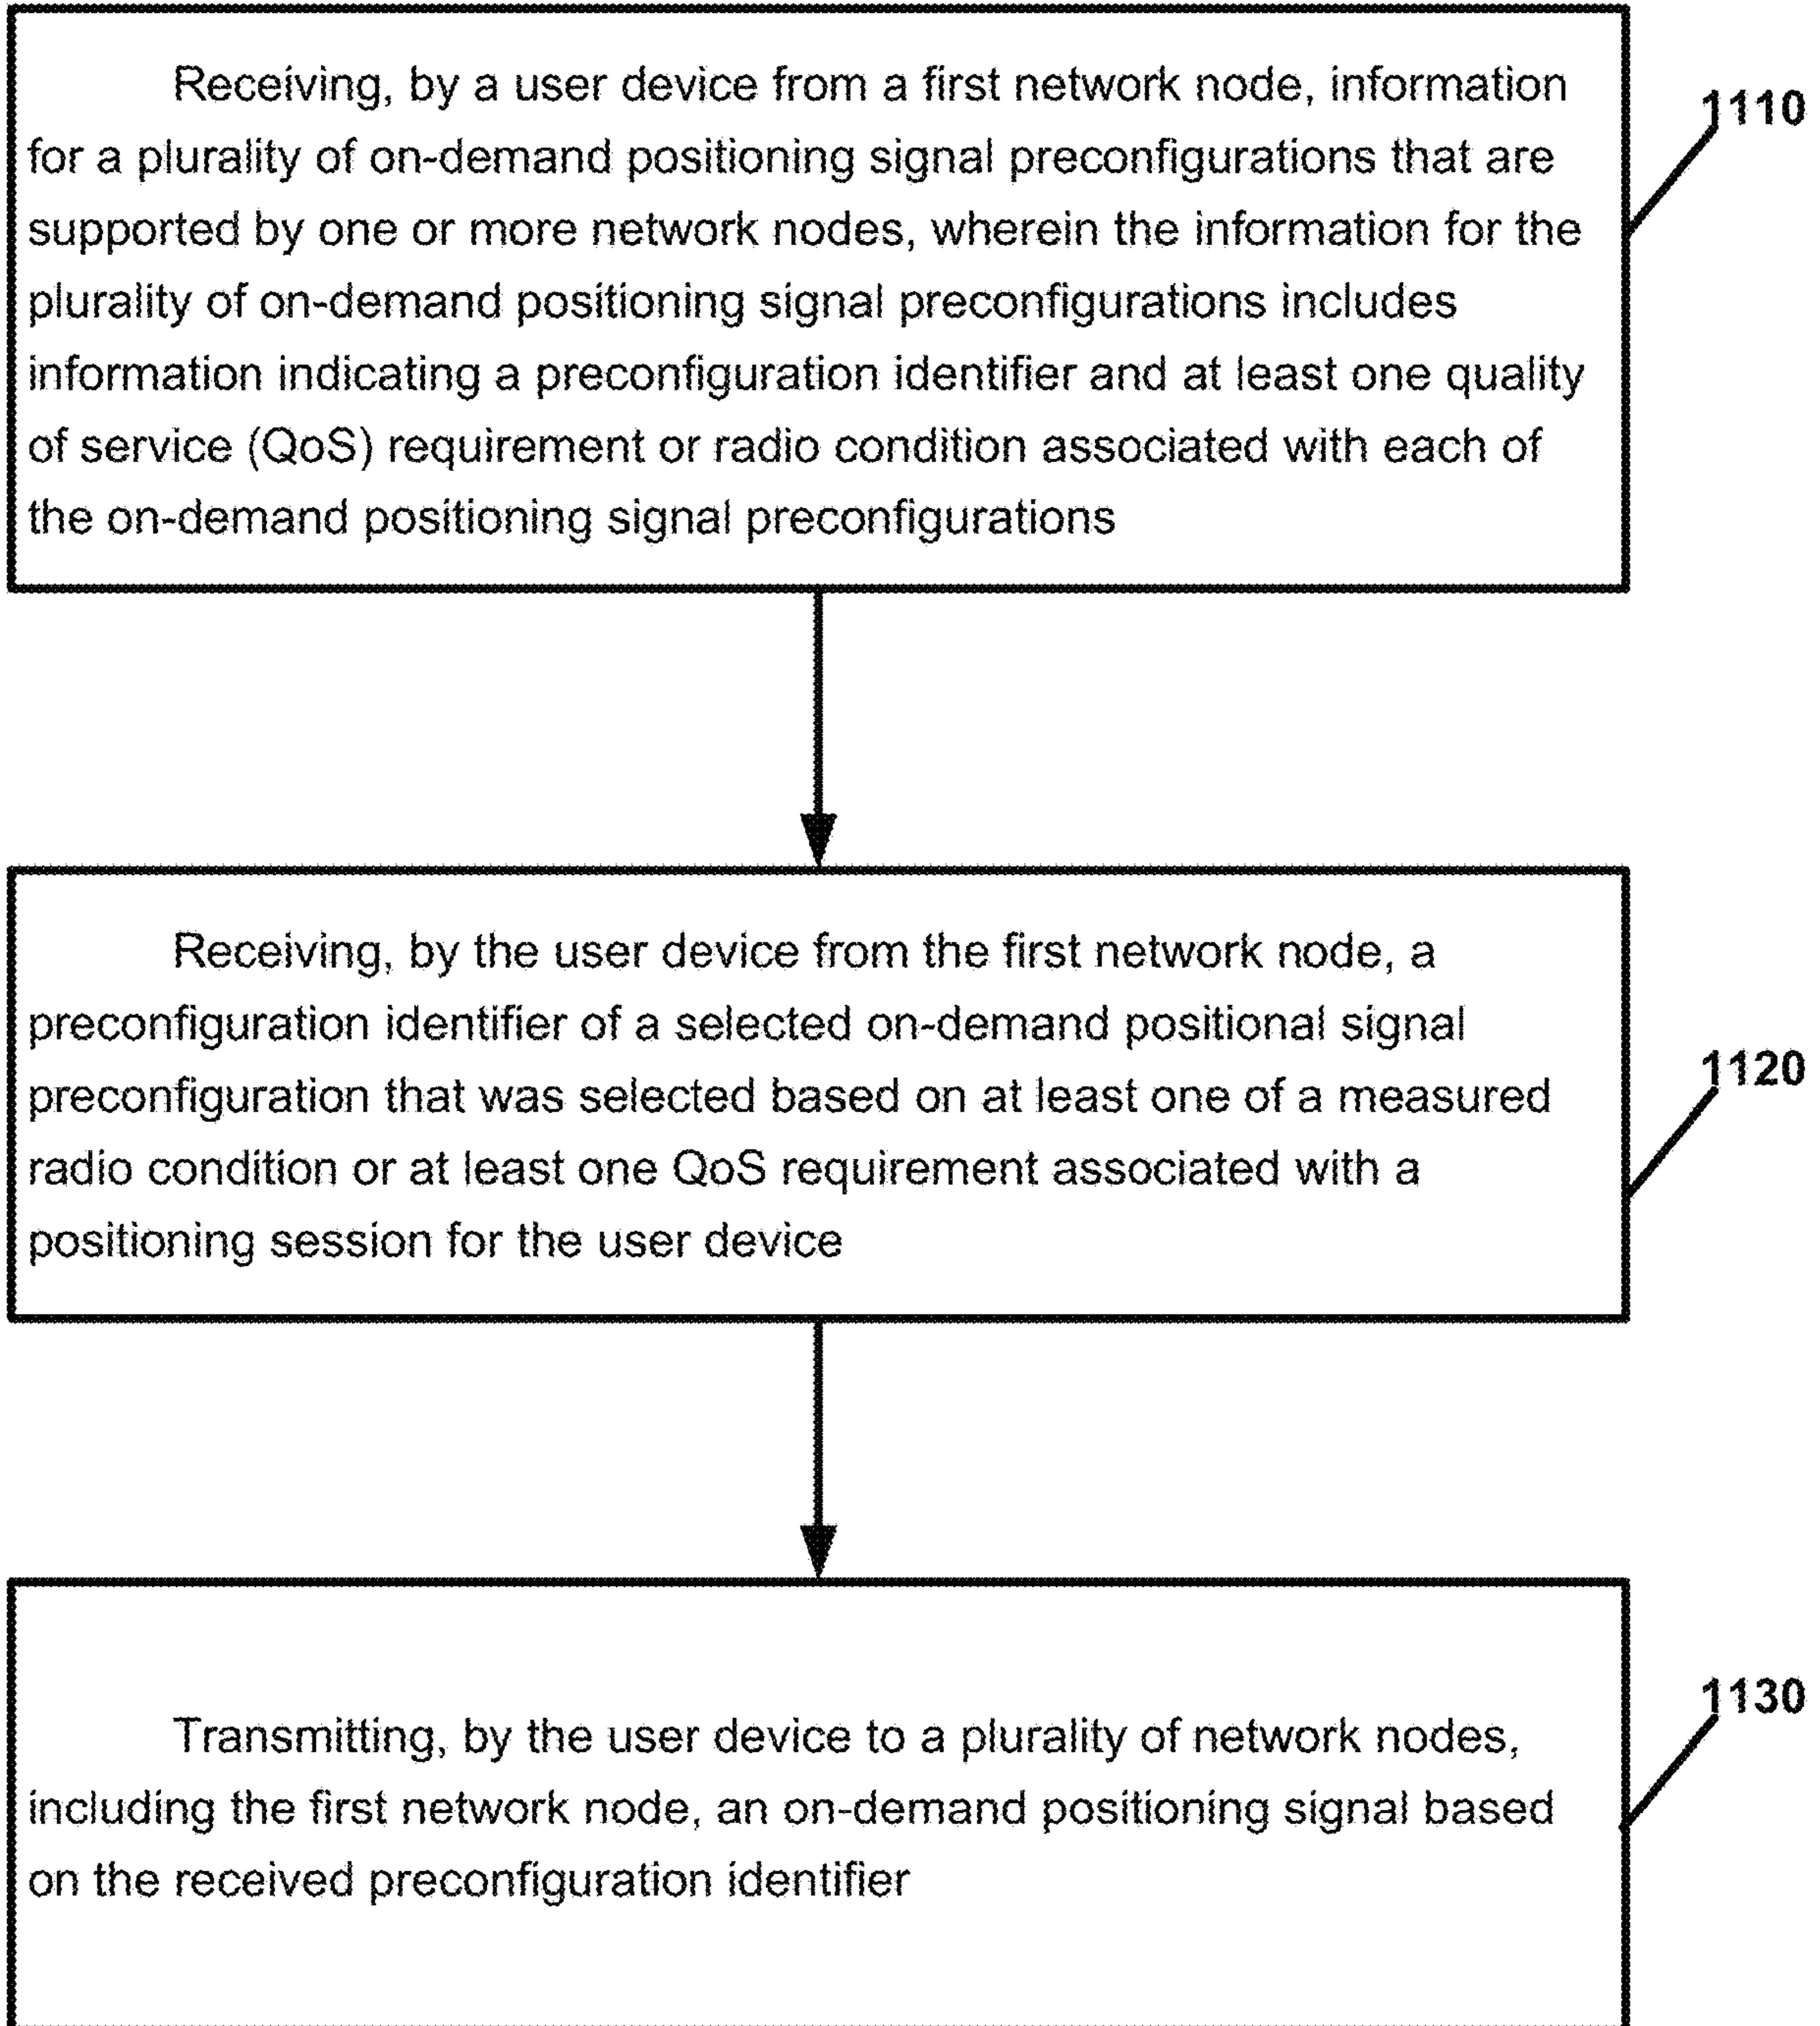 Receiving, by a user device from a first network node, information
for a plurality of on-demand positioning signal preconfigurations that are
supported by one or more network nodes, wherein the information for the
plurality of on-demand positioning signal preconfigurations includes
information indicating a preconfiguration identifier and at least one quality
of service (QoS) requirement or radio condition associated with each of
the on-demand positioning signal preconfigurations
1110
Receiving, by the user device from the first network node, a
preconfiguration identifier of a selected on-demand positional signal
preconfiguration that was selected based on at least one of a measured
radio condition or at least one QoS requirement associated with a
positioning session for the user device
1120
Transmitting, by the user device to a plurality of network nodes,
including the first network node, an on-demand positioning signal based
on the received preconfiguration identifier
1130